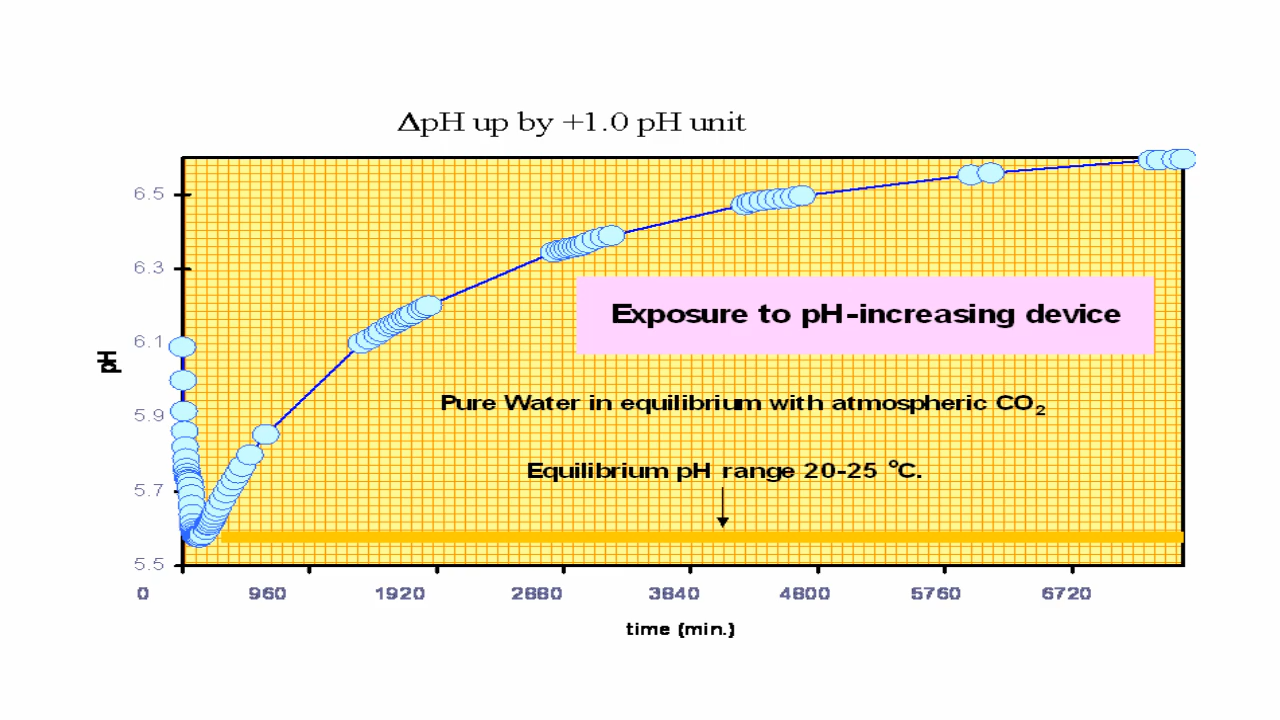 ΔpH up by +1.0 pH unit
6.5
6.3
Exposure to pH-increasing device
6.1
pH
Pure Water in equilibrium with atmospheric CO₂
5.9
Equilibrium pH range 20-25 °C.
5.7
5.5
0 960 1920 2880 3840 4800 5760 6720
time (min.)